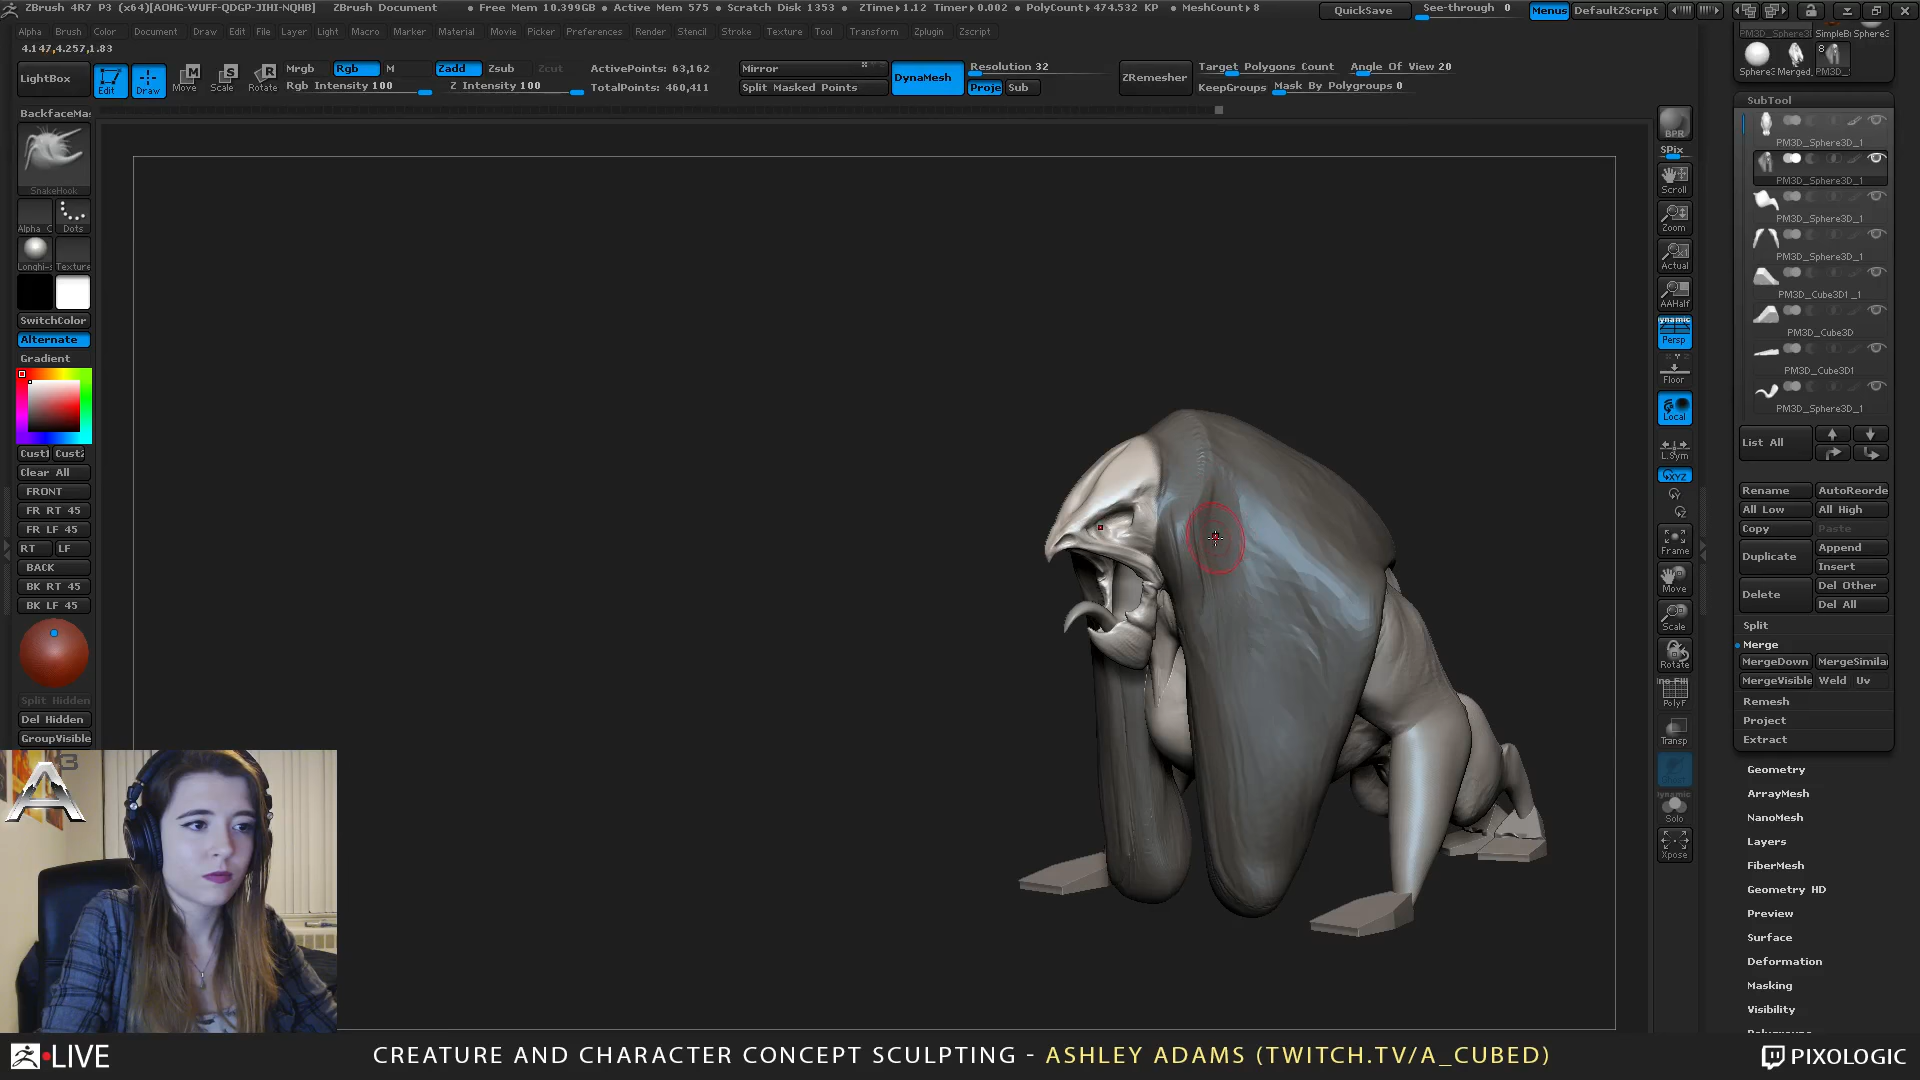 ZBrush 4R7 P3 (x64)[AOHG-WUFF-QDGP-JIHI-NQHB] ZBrush Document • Free Mem 10.399GB • Active Mem 575 • Scratch Disk 1353 • ZTime▸1.12 Timer▸0.002 • PolyCount▸474.532 KP • MeshCount▸8 QuickSave See-through 0 Menus DefaultZScript
Alpha Brush Color Document Draw Edit File Layer Light Macro Marker Material Movie Picker Preferences Render Stencil Stroke Texture Tool Transform Zplugin Zscript
4.147,4.257,1.83
LightBox Edit Draw Move Scale Rotate
Mrgb Rgb M Zadd Zsub Zcut ActivePoints: 63,162 Mirror DynaMesh Resolution 32 ZRemesher Target Polygons Count Angle Of View 20
Rgb Intensity 100 Z Intensity 100 TotalPoints: 460,411 Split Masked Points Proje Sub KeepGroups Mask By Polygroups 0
BackfaceMas
SnakeHook
Alpha O Dots
Texture
SwitchColor
Alternate
Gradient
Cust1 Cust2
Clear All
FRONT
FR RT 45
FR LF 45
RT LF
BACK
BK RT 45
BK LF 45
Split Hidden
Del Hidden
GroupVisible
BPR
SPix
Scroll
Zoom
Actual
AAHalf
Persp
Floor
Local
L.Sym
Frame
Move
Scale
Rotate
PolyF
Transp
Solo
Xpose
SubTool
PM3D_Sphere3D_1
PM3D_Sphere3D_1
PM3D_Sphere3D_1
PM3D_Sphere3D_1
PM3D_Cube3D1_1
PM3D_Cube3D
PM3D_Cube3D1
PM3D_Sphere3D_1
List All
Rename AutoReorde
All Low All High
Copy Paste
Duplicate Append
Insert
Delete Del Other
Del All
Split
Merge
MergeDown MergeSimila
MergeVisible Weld Uv
Remesh
Project
Extract
Geometry
ArrayMesh
NanoMesh
Layers
FiberMesh
Geometry HD
Preview
Surface
Deformation
Masking
Visibility
LIVE CREATURE AND CHARACTER CONCEPT SCULPTING - ASHLEY ADAMS (TWITCH.TV/A_CUBED) PIXOLOGIC